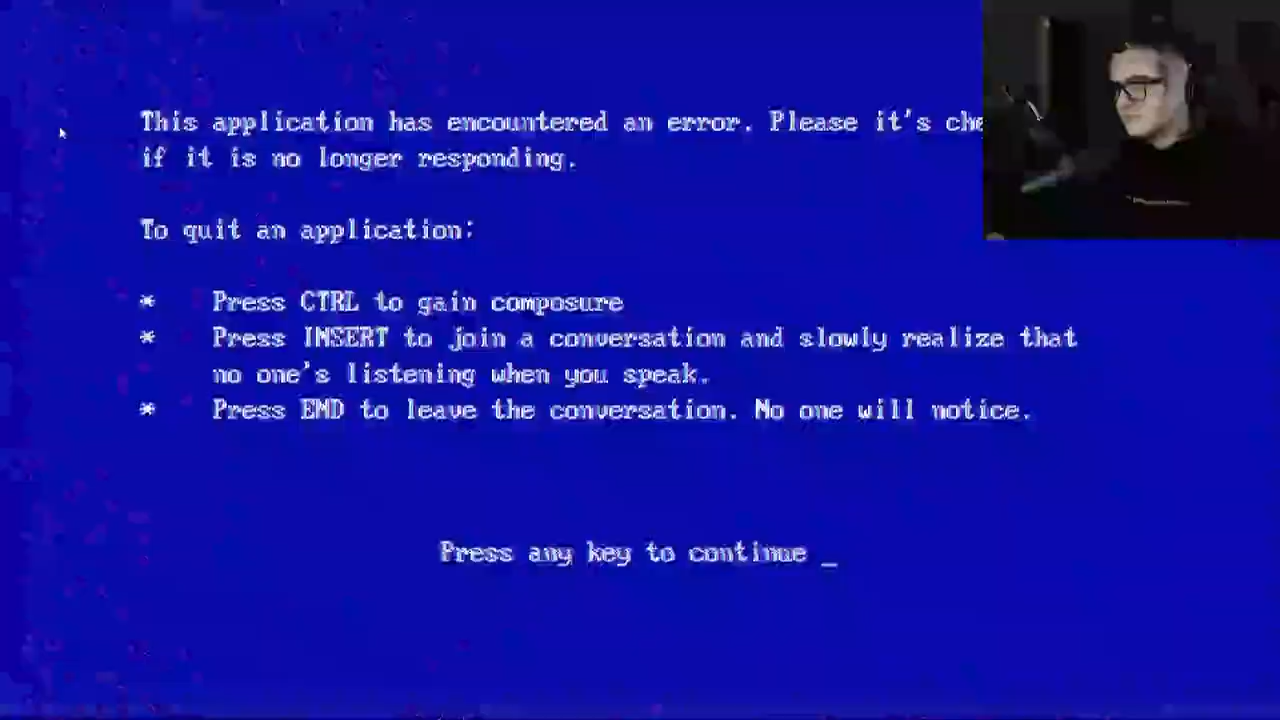 This application has encountered an error. Please it's
if it is no longer responding.
To quit an application:
* Press CTRL to gain composure
* Press INSERT to join a conversation and slowly realize that
no one's listening when you speak.
* Press END to leave the conversation. No one will notice.
Press any key to continue _